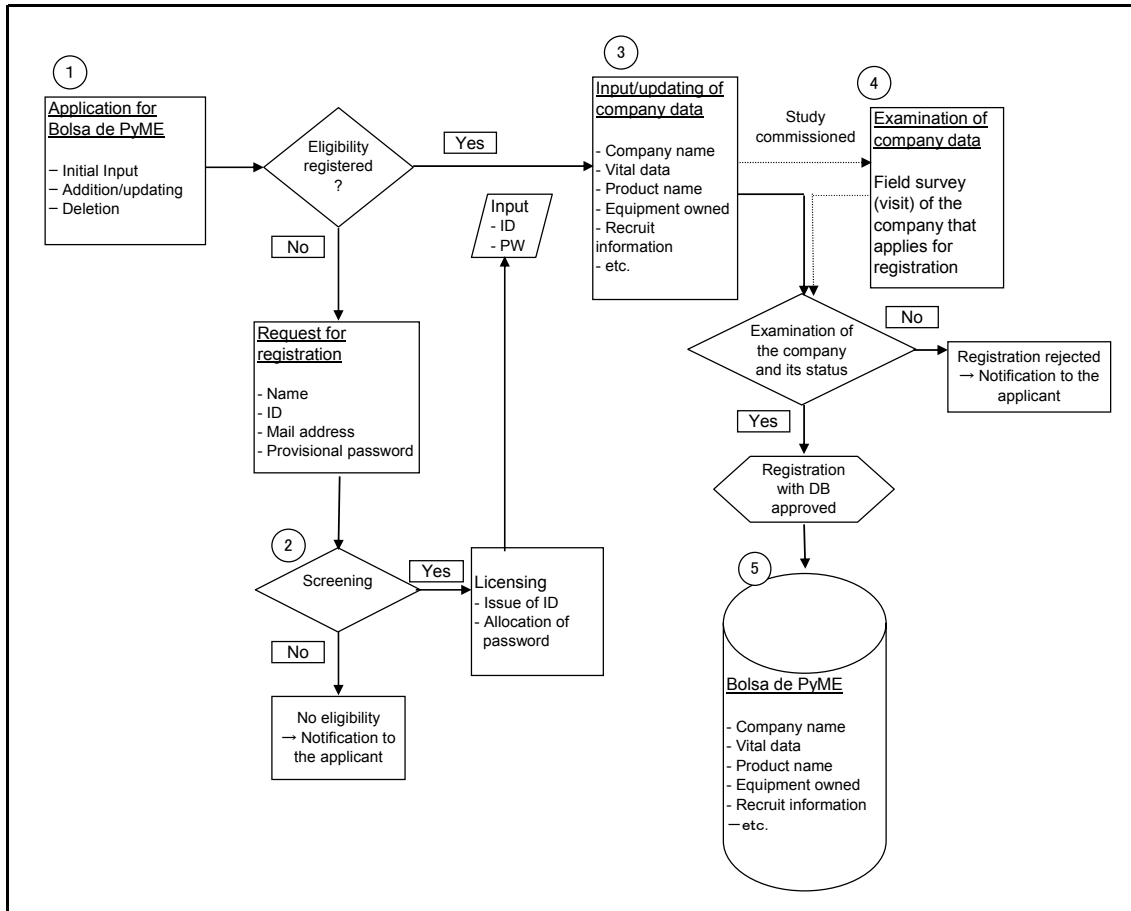 1
Application for
Bolsa de PyME
– Initial Input
– Addition/updating
– Deletion
Eligibility
registered
?
Yes
No
Input
- ID
- PW
3
Input/updating of
company data
- Company name
- Vital data
- Product name
- Equipment owned
- Recruit
information
- etc.
Study
commissioned
4
Examination of
company data
Field survey
(visit) of the
company that
applies for
registration
Request for
registration
- Name
- ID
- Mail address
- Provisional password
Examination of
the company
and its status
No
Registration rejected
→ Notification to the
applicant
Yes
Registration
with DB
approved
2
Screening
Yes
Licensing
- Issue of ID
- Allocation of
password
No
No eligibility
→ Notification to
the applicant
5
Bolsa de PyME
- Company name
- Vital data
- Product name
- Equipment owned
- Recruit information
－etc.